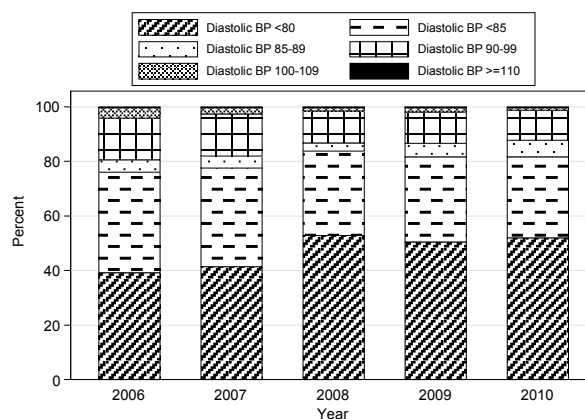 Diastolic BP <80 Diastolic BP <85
Diastolic BP 85-89 Diastolic BP 90-99
Diastolic BP 100-109 Diastolic BP >=110
100
80
60
40
20
0
Percent
2006 2007 2008 2009 2010
Year